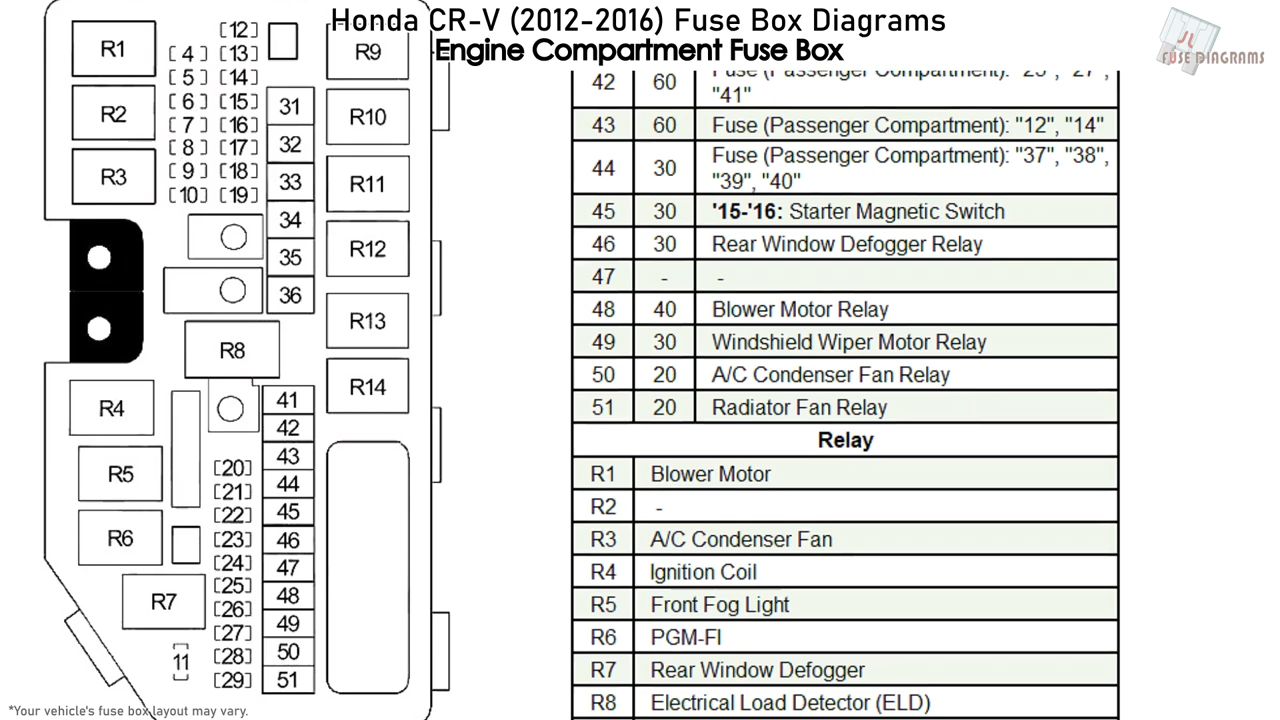 Honda CR-V (2012-2016) Fuse Box Diagrams
Engine Compartment Fuse Box
JL
FUSE DIAGRAMS
R1
R2
R3
[4]
[5]
[6]
[7]
[8]
[9]
[10]
[12]
[13]
[14]
[15]
[16]
[17]
[18]
[19]
31
32
33
34
35
36
R9
R10
R11
R12
R13
R14
R8
R4
R5
R6
R7
11
[20]
[21]
[22]
[23]
[24]
[25]
[26]
[27]
[28]
[29]
41
42
43
44
45
46
47
48
49
50
51
42 60 Fuse (Passenger Compartment): "25", "27",
"41"
43 60 Fuse (Passenger Compartment): "12", "14"
44 30 Fuse (Passenger Compartment): "37", "38",
"39", "40"
45 30 '15-'16: Starter Magnetic Switch
46 30 Rear Window Defogger Relay
47 - -
48 40 Blower Motor Relay
49 30 Windshield Wiper Motor Relay
50 20 A/C Condenser Fan Relay
51 20 Radiator Fan Relay
Relay
R1 Blower Motor
R2 -
R3 A/C Condenser Fan
R4 Ignition Coil
R5 Front Fog Light
R6 PGM-FI
R7 Rear Window Defogger
R8 Electrical Load Detector (ELD)
*Your vehicle's fuse box layout may vary.